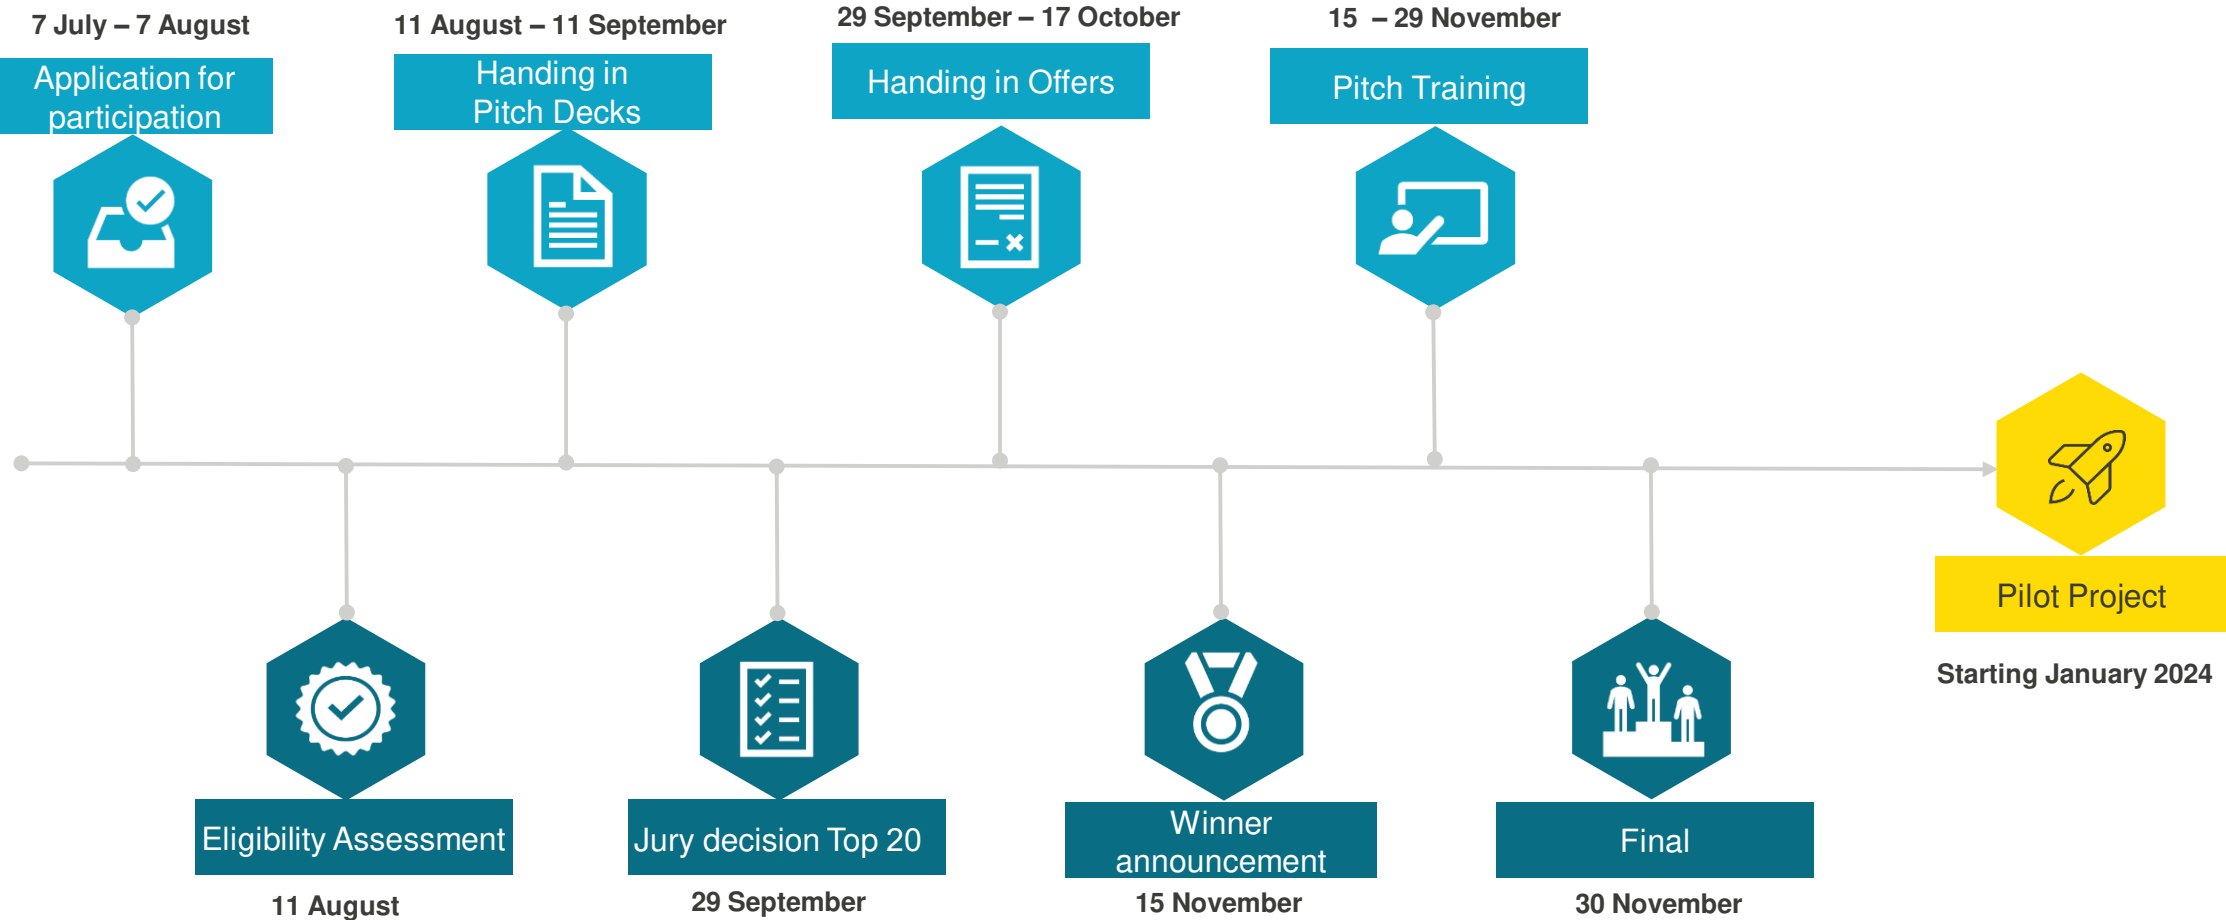 7 July – 7 August
Application for
participation
11 August – 11 September
Handing in
Pitch Decks
29 September – 17 October
Handing in Offers
15 – 29 November
Pitch Training
Eligibility Assessment
11 August
Jury decision Top 20
29 September
Winner
announcement
15 November
Final
30 November
Pilot Project
Starting January 2024